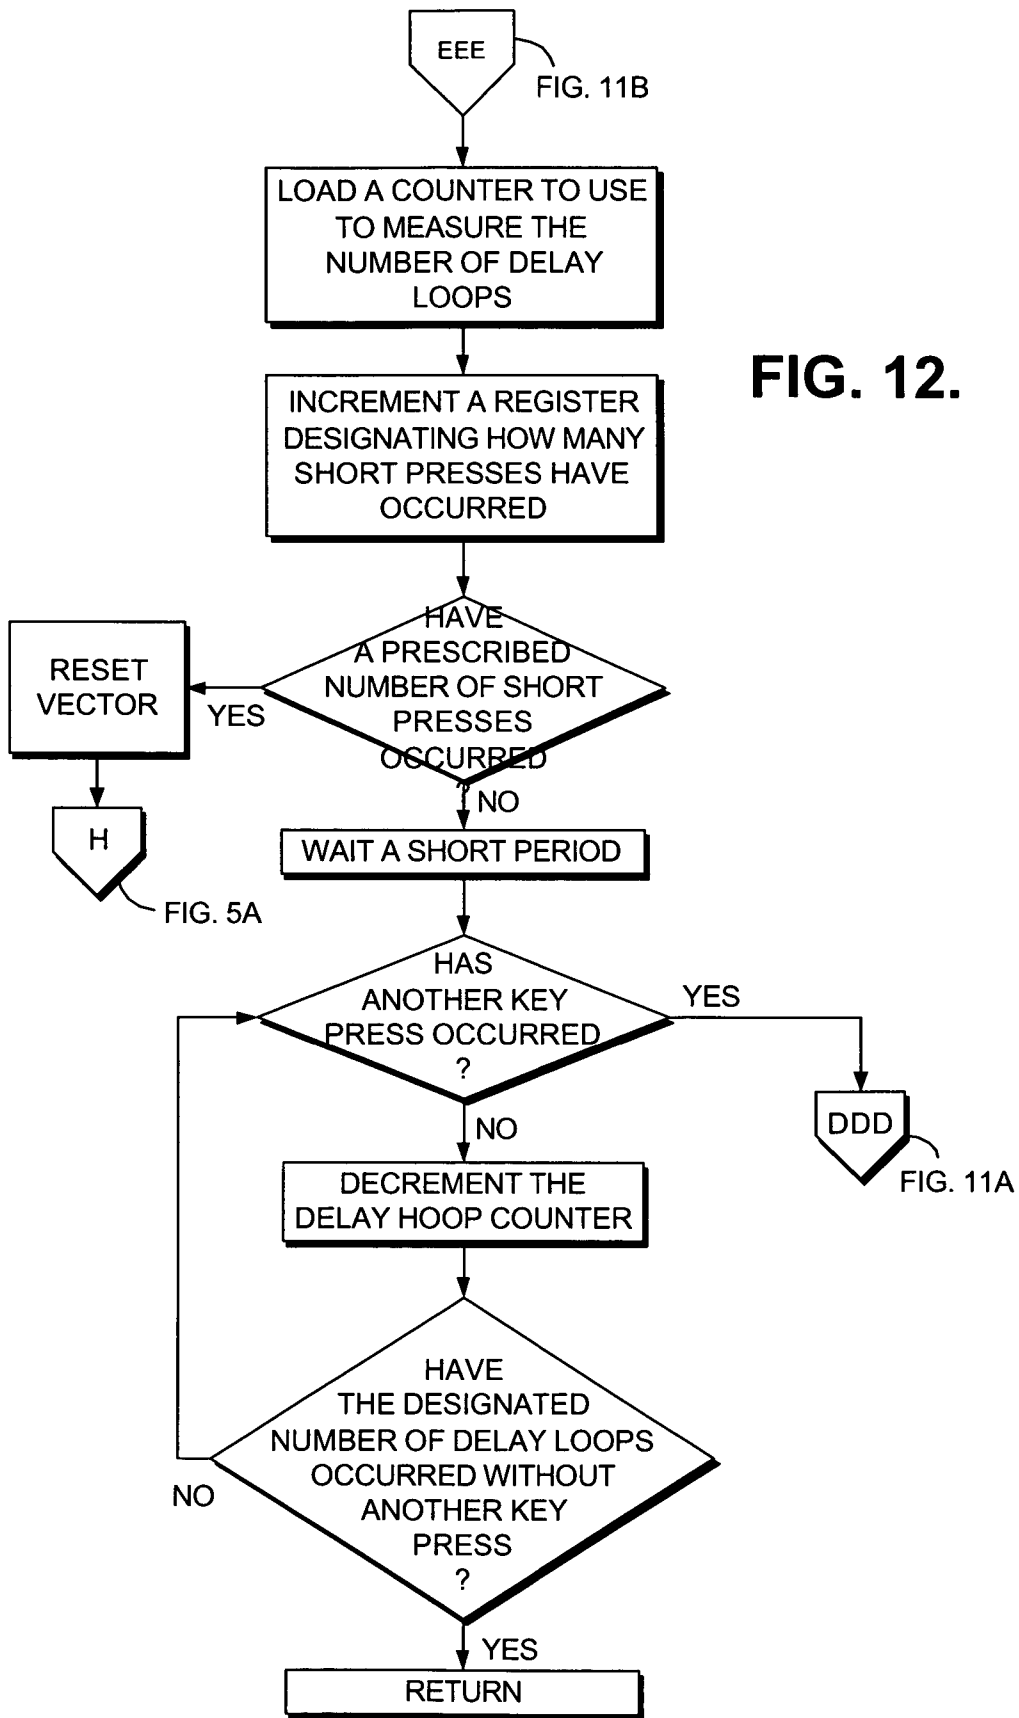 EEE
FIG. 11B
LOAD A COUNTER TO USE
TO MEASURE THE
NUMBER OF DELAY
LOOPS
FIG. 12.
INCREMENT A REGISTER
DESIGNATING HOW MANY
SHORT PRESSES HAVE
OCCURRED
HAVE
A PRESCRIBED
NUMBER OF SHORT
PRESSES
OCCURRED
?
YES
RESET
VECTOR
H
FIG. 5A
NO
WAIT A SHORT PERIOD
HAS
ANOTHER KEY
PRESS OCCURRED
?
YES
DDD
FIG. 11A
NO
DECREMENT THE
DELAY HOOP COUNTER
HAVE
THE DESIGNATED
NUMBER OF DELAY LOOPS
OCCURRED WITHOUT
ANOTHER KEY
PRESS
?
NO
YES
RETURN